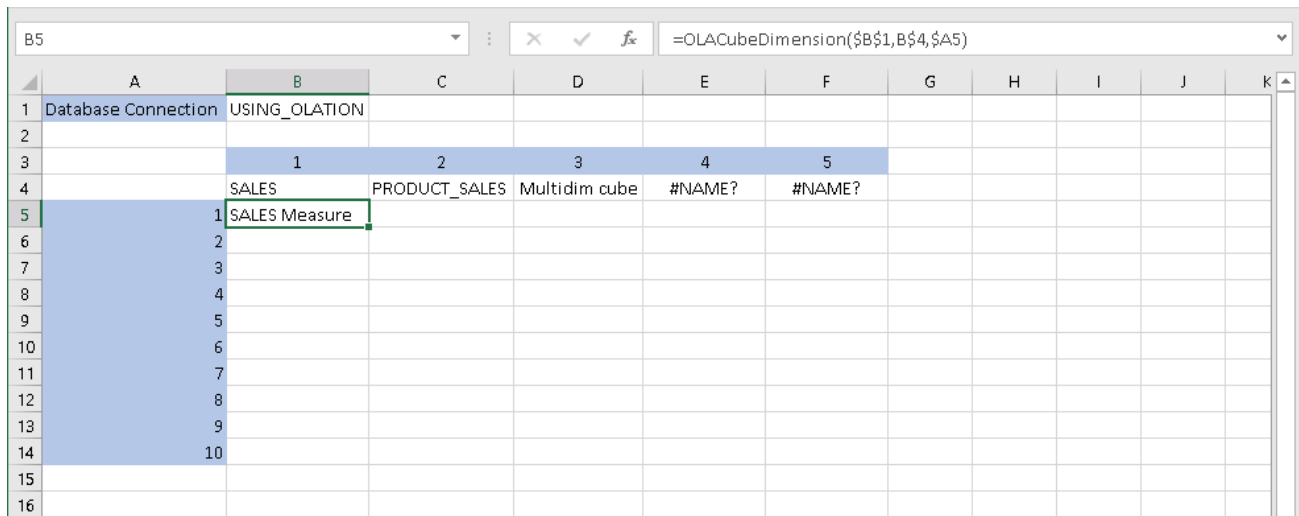 B5 fx =OLACubeDimension($B$1,B$4,$A5)
A B C D E F G H I J K
1 Database Connection USING_OLATION
2
3 1 2 3 4 5
4 SALES PRODUCT_SALES Multidim cube #NAME? #NAME?
5 1 SALES Measure
6 2
7 3
8 4
9 5
10 6
11 7
12 8
13 9
14 10
15
16